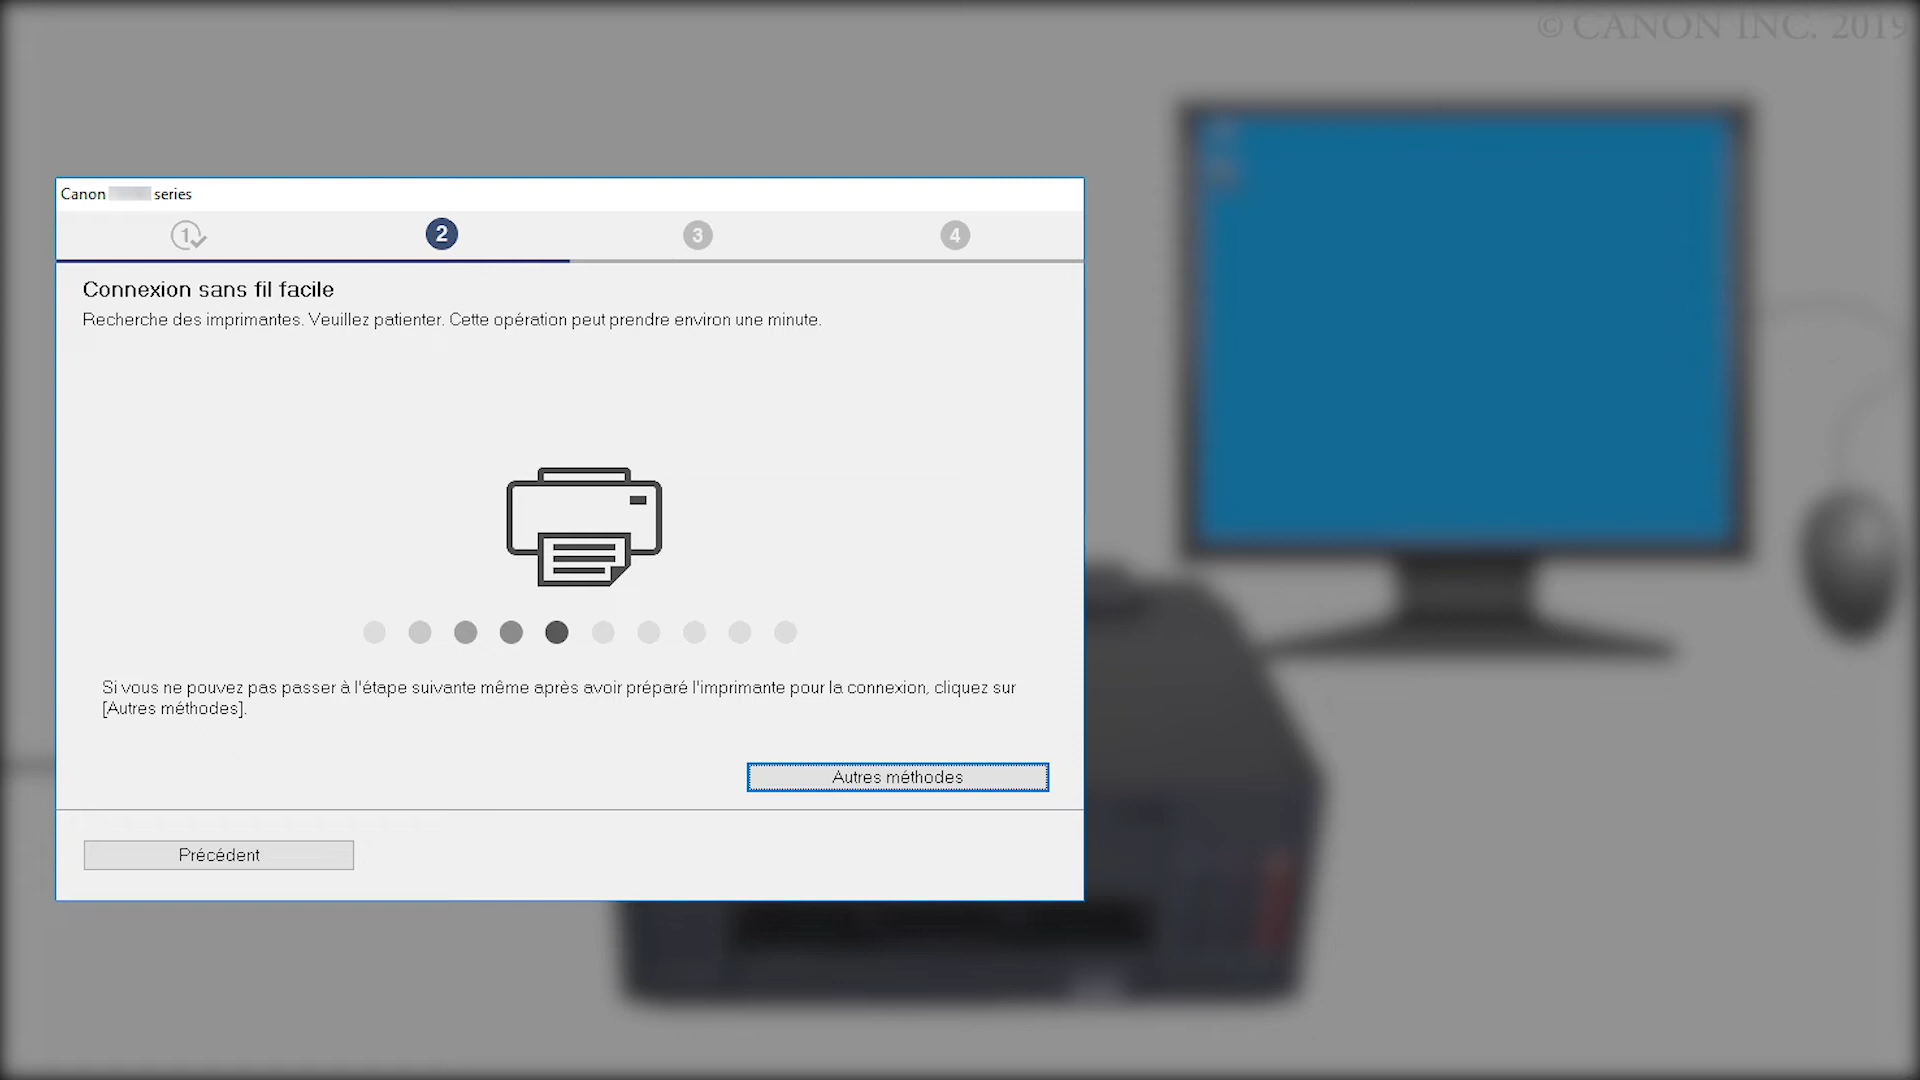 © CANON INC. 2019
Canon series
1 2 3 4
Connexion sans fil facile
Recherche des imprimantes. Veuillez patienter. Cette opération peut prendre environ une minute.
Si vous ne pouvez pas passer à l'étape suivante même après avoir préparé l'imprimante pour la connexion, cliquez sur
[Autres méthodes].
Autres méthodes
Précédent